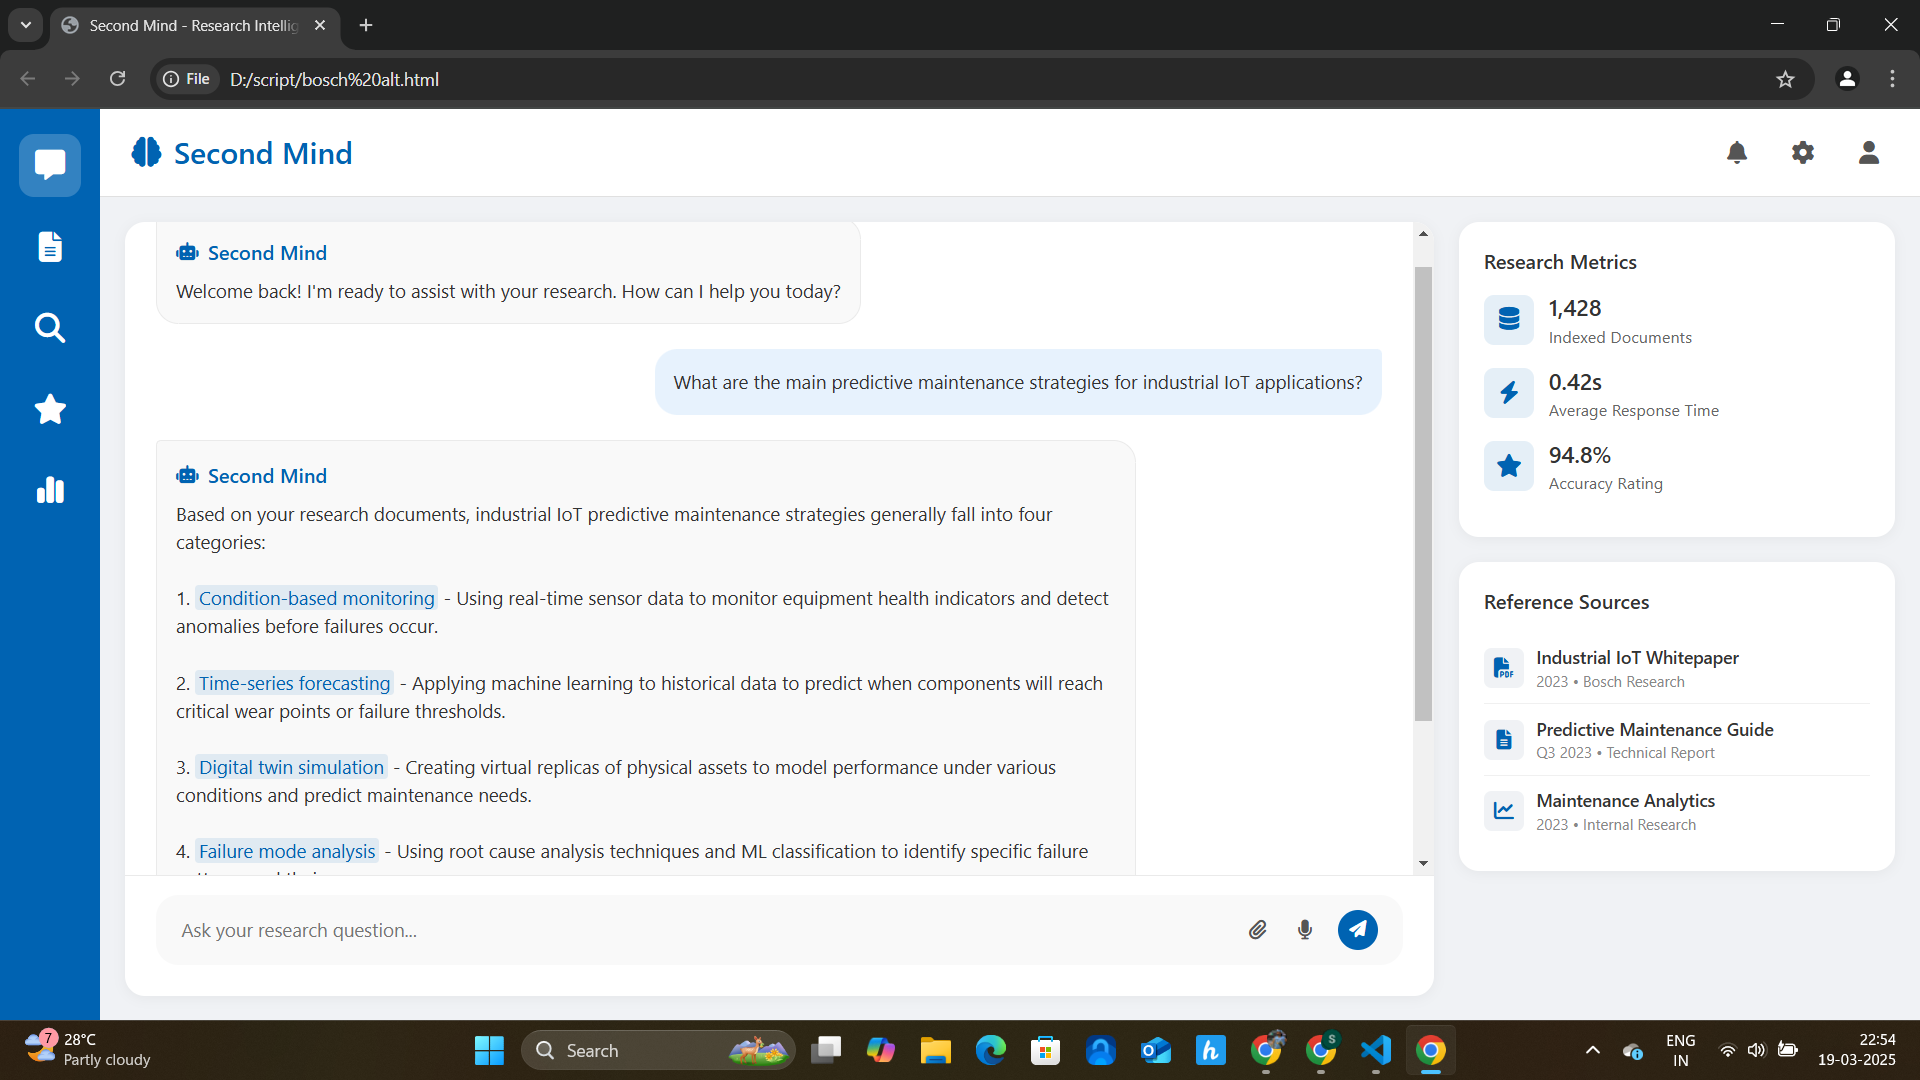 Second Mind - Research Intellig
File
D:/script/bosch%20alt.html
Second Mind
Second Mind
Welcome back! I'm ready to assist with your research. How can I help you today?
What are the main predictive maintenance strategies for industrial IoT applications?
Second Mind
Based on your research documents, industrial IoT predictive maintenance strategies generally fall into four
categories:
1. Condition-based monitoring - Using real-time sensor data to monitor equipment health indicators and detect
anomalies before failures occur.
2. Time-series forecasting - Applying machine learning to historical data to predict when components will reach
critical wear points or failure thresholds.
3. Digital twin simulation - Creating virtual replicas of physical assets to model performance under various
conditions and predict maintenance needs.
4. Failure mode analysis - Using root cause analysis techniques and ML classification to identify specific failure
Ask your research question...
Research Metrics
1,428
Indexed Documents
0.42s
Average Response Time
94.8%
Accuracy Rating
Reference Sources
PDF
Industrial IoT Whitepaper
2023 • Bosch Research
Predictive Maintenance Guide
Q3 2023 • Technical Report
Maintenance Analytics
2023 • Internal Research
7
28°C
Partly cloudy
Search
h
S
ENG
IN
22:54
19-03-2025